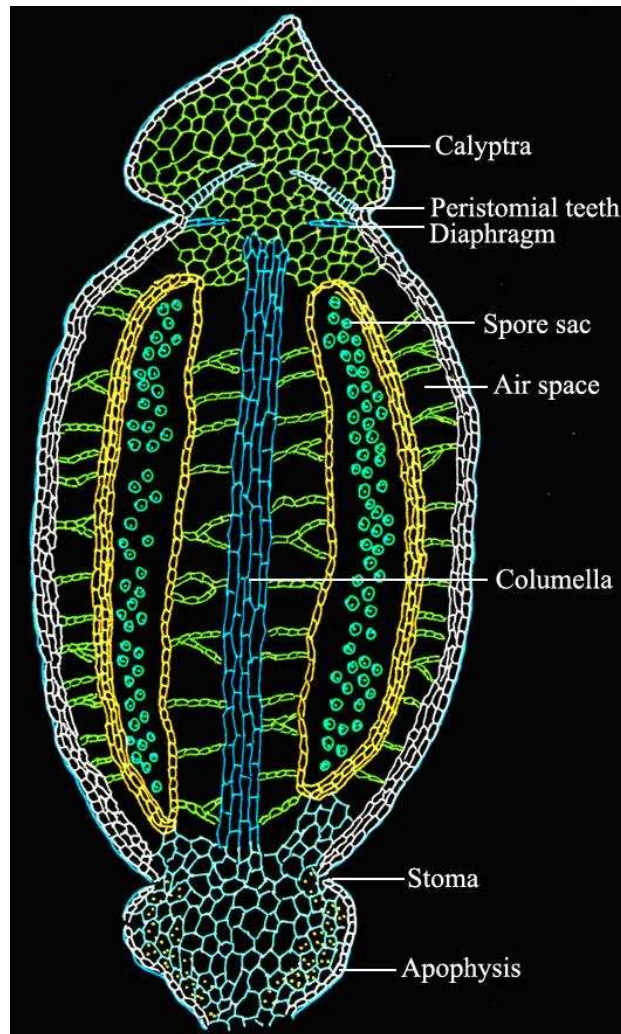 Calyptra
Peristomial teeth
Diaphragm
Spore sac
Air space
Columella
Stoma
Apophysis